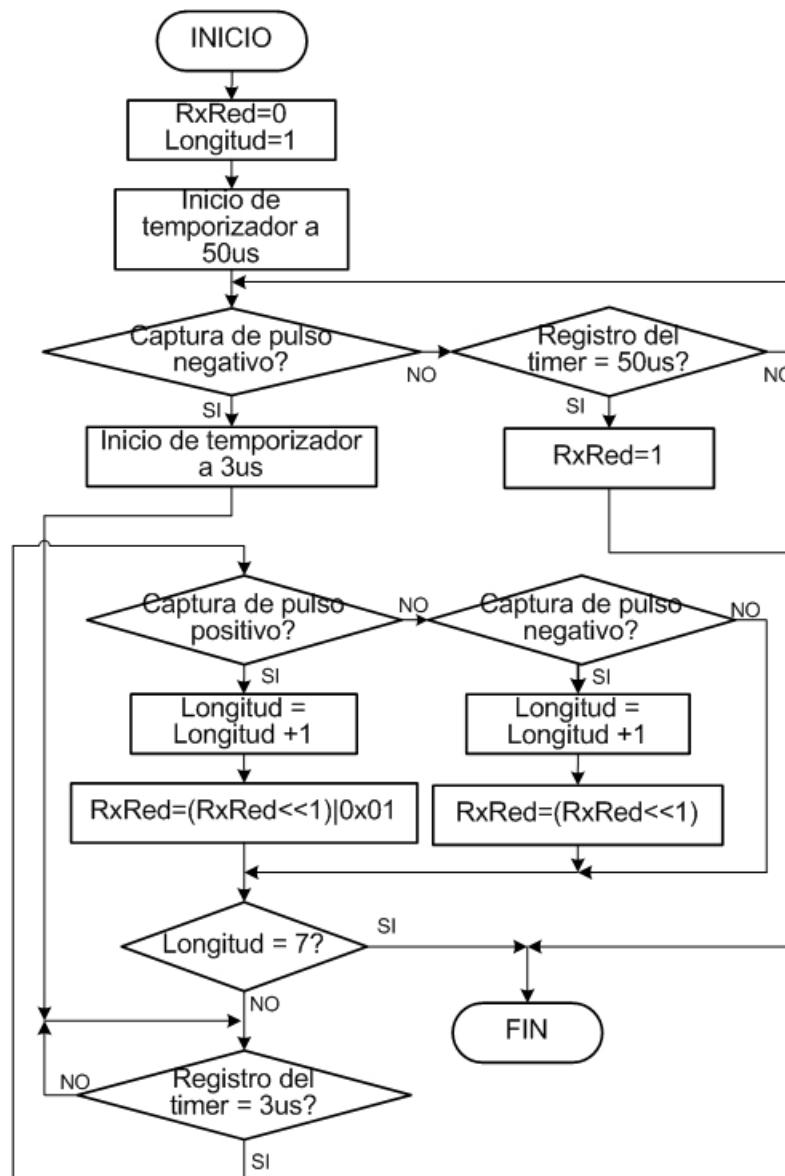 INICIO
RxRed=0
Longitud=1
Inicio de
temporizador a
50us
Captura de pulso
negativo?
NO
Registro del
timer = 50us?
NO
SI
SI
Inicio de temporizador
a 3us
RxRed=1
Captura de pulso
positivo?
NO
Captura de pulso
negativo?
NO
SI
SI
Longitud =
Longitud +1
Longitud =
Longitud +1
RxRed=(RxRed<<1)|0x01
RxRed=(RxRed<<1)
Longitud = 7?
SI
NO
FIN
NO
Registro del
timer = 3us?
SI